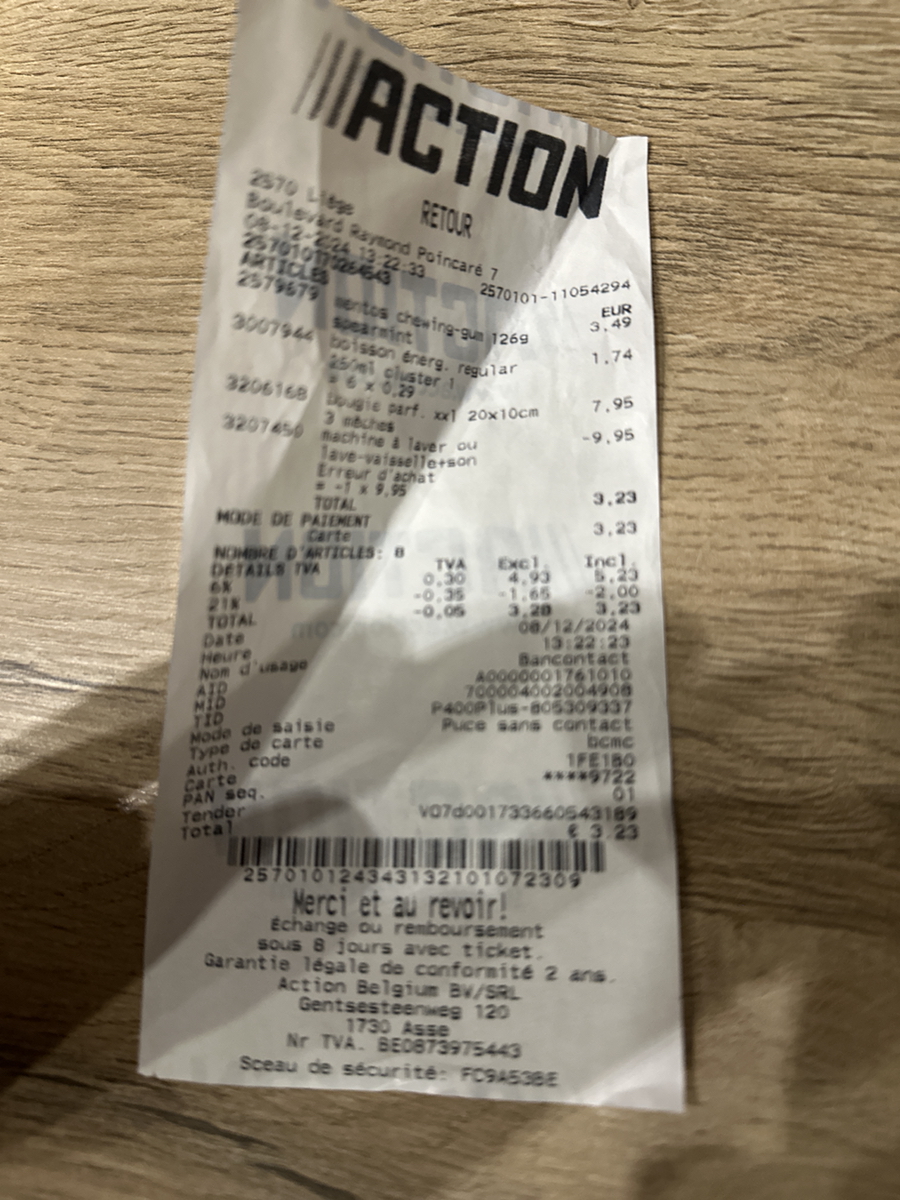 ACTION
RETOUR
2570 Liège
Boulevard Raymond Poincaré 7
08-12-2024 13:22:33 2570101-11054294
ARTICLES EUR
2579679 mentos chewing-gum 126g 3.49
spearmint
3007944 boisson énerg. regular 1.74
250ml cluster 1
= 6 x 0,29
3206168 bougie parf. xxl 20x10cm 7,95
3 mèches
3207450 machine à laver ou -9,95
lave-vaisselle+son
Erreur d'achat
= -1 x 9,95
TOTAL 3,23
MODE DE PAIEMENT
Carte 3,23
NOMBRE D'ARTICLES: 8
DETAILS TVA TVA Excl. Incl.
6% 0,30 4,93 5,23
21% -0,35 -1,65 -2,00
TOTAL -0,05 3,28 3,23
Date 08/12/2024
Heure 13:22:23
Nom d'usage Bancontact
AID A0000001761010
MID 700004002004908
TID P400Plus-805309337
Mode de saisie Puce sans contact
Type de carte bcmc
Auth. code 1FE1B0
Carte ****9722
PAN seq. 01
Tender V07d001733660543189
Total € 3.23
2570101243431321010​72309
Merci et au revoir!
Échange ou remboursement
sous 8 jours avec ticket.
Garantie légale de conformité 2 ans.
Action Belgium BV/SRL
Gentsesteenweg 120
1730 Asse
Nr TVA. BE0873975443
Sceau de sécurité: FC9A53BE